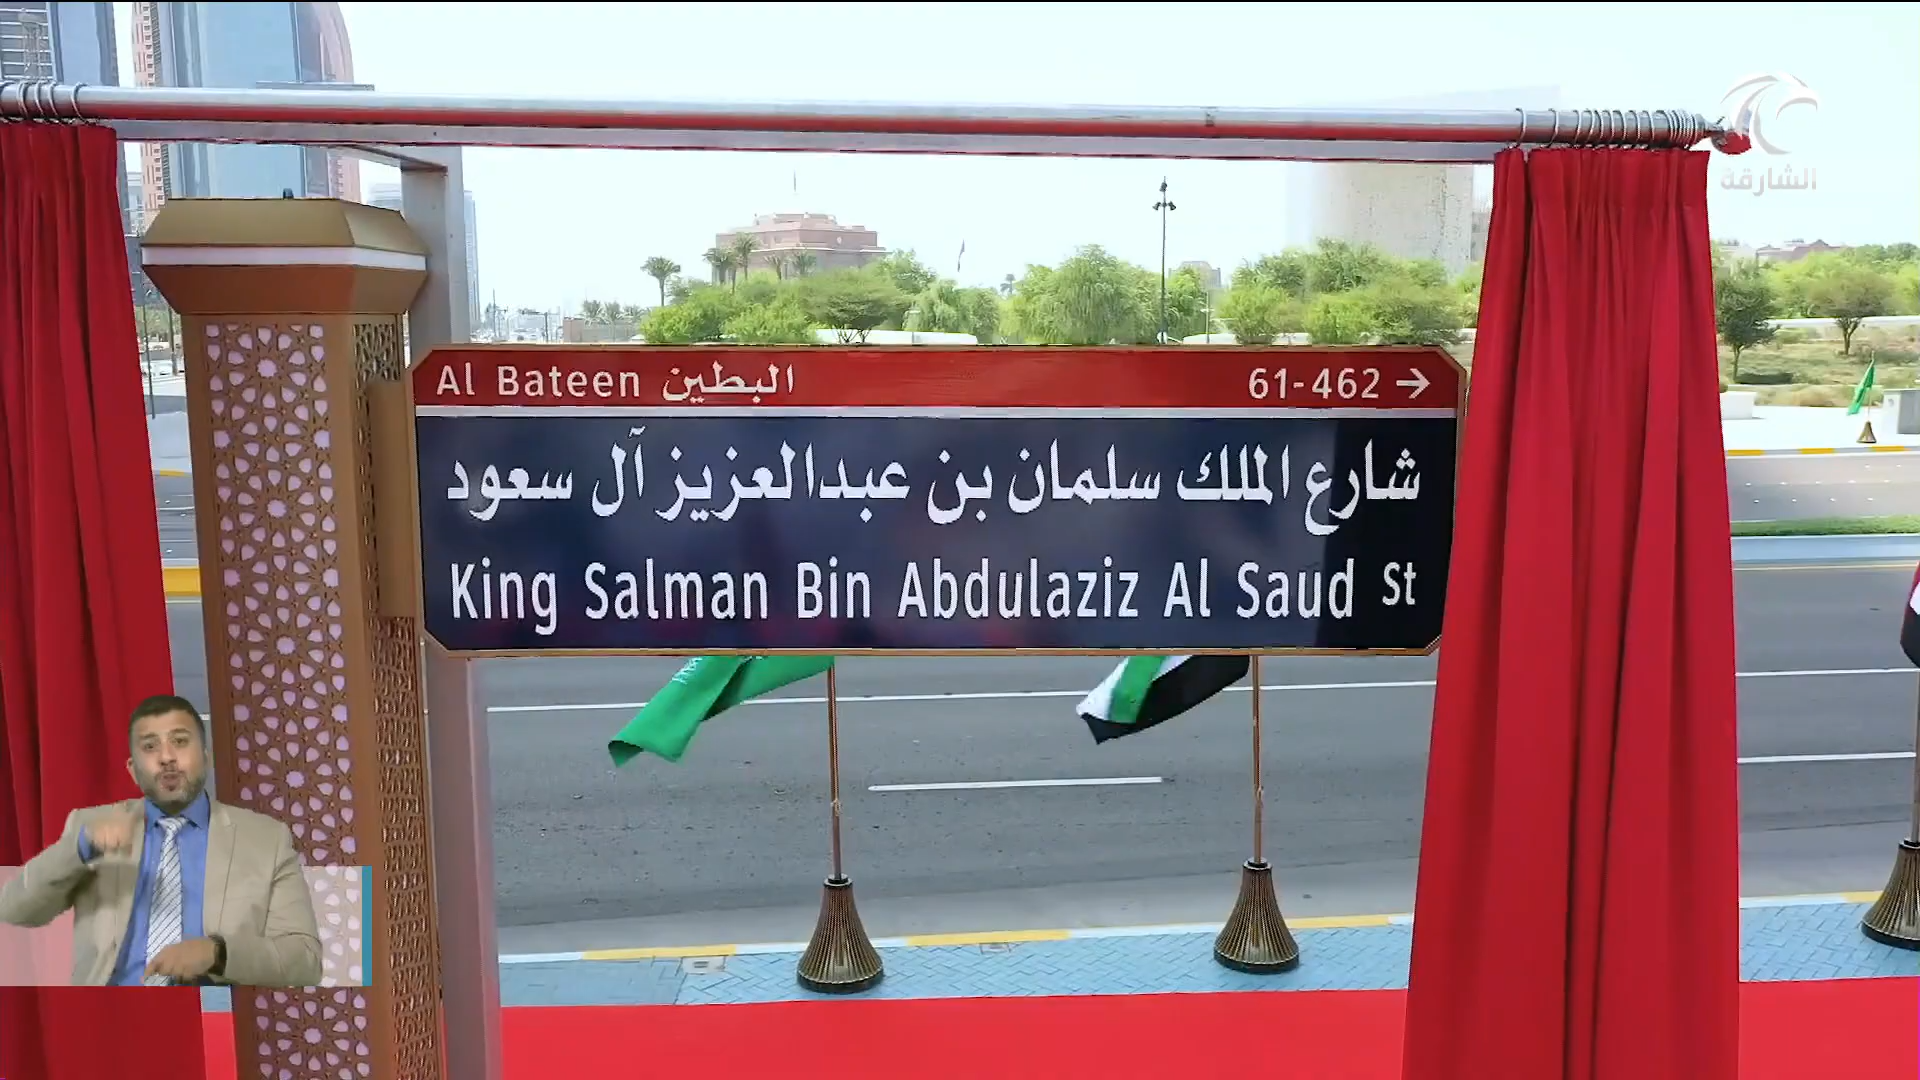 الشارقة
Al Bateen البطين 61-462 →
شارع الملك سلمان بن عبدالعزيز آل سعود
King Salman Bin Abdulaziz Al Saud St